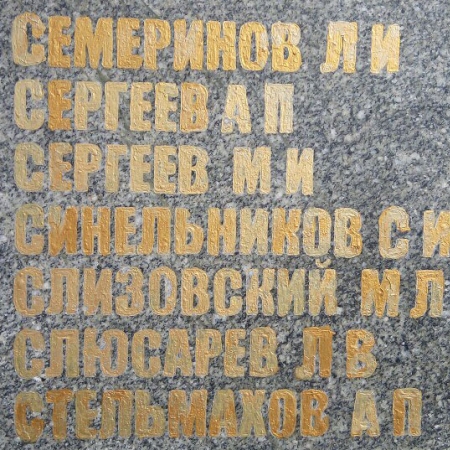 СЕМЕРИНОВ Л И
СЕРГЕЕВ А П
СЕРГЕЕВ М И
СИНЕЛЬНИКОВ С И
СЛИЗОВСКИЙ М Л
СЛЮСАРЕВ Л В
СТЕЛЬМАХОВ А П